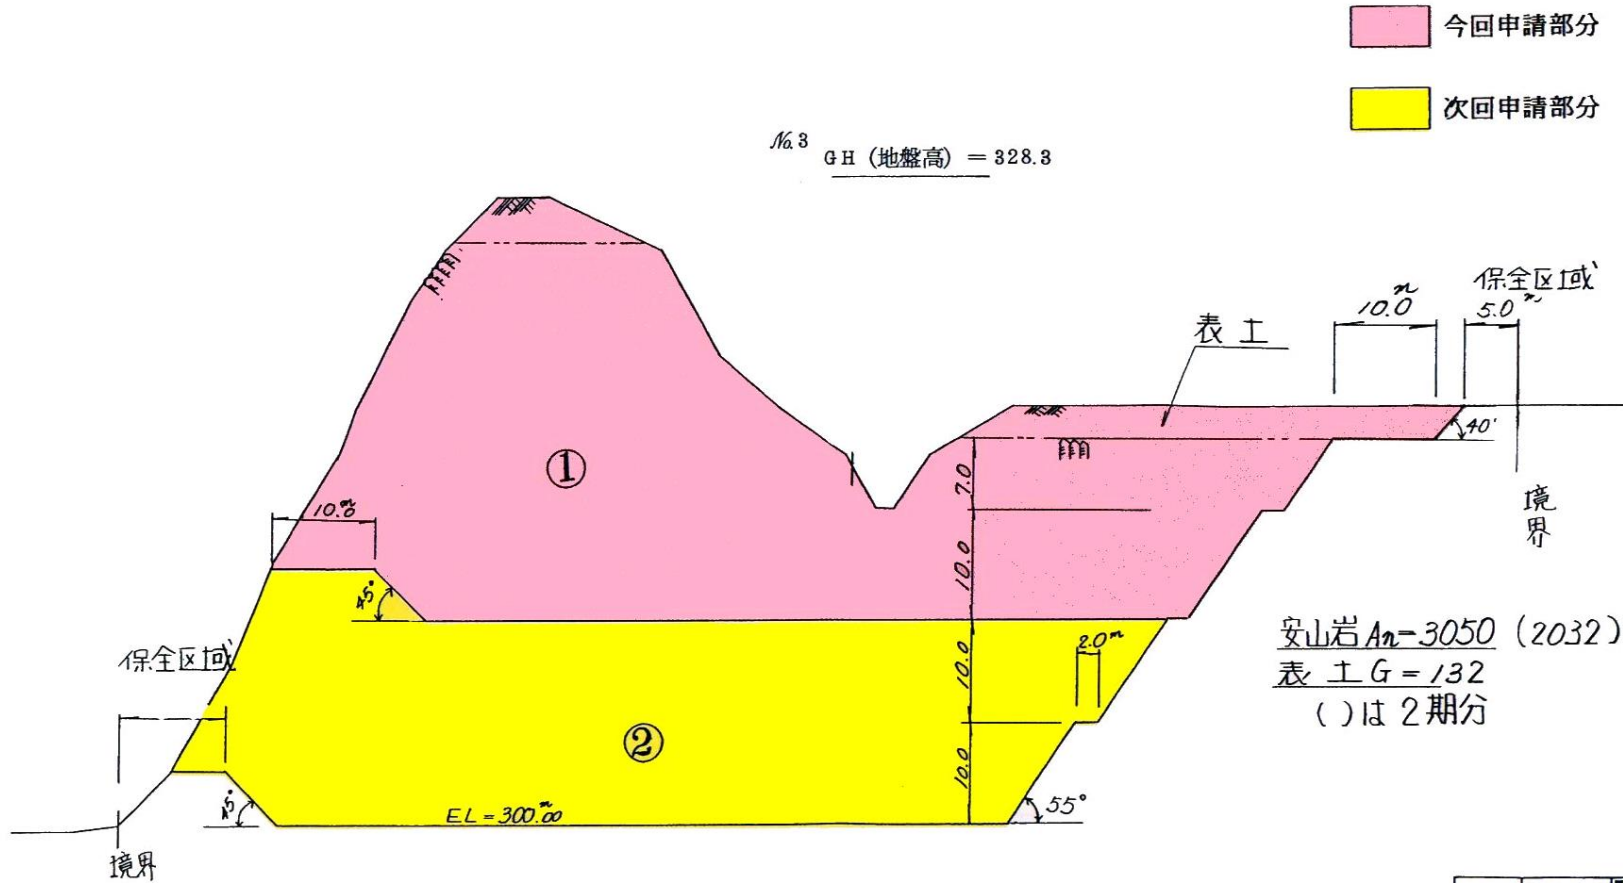 今回申請部分
次回申請部分
No.3
GH (地盤高) = 328.3
保全区域
10.0m
5.0m
表土
40°
①
7.0
境界
10.0m
10.0
45°
安山岩 An=3050 (2032)
表土 G=132
( )は2期分
保全区域
10.0
2.0m
②
10.0
45°
EL=300.00m
55°
境界